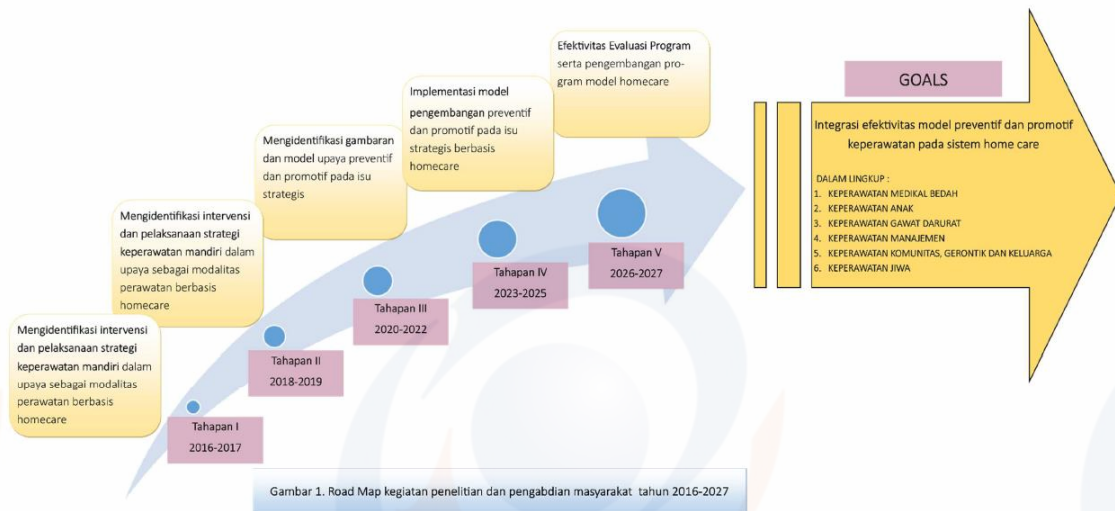 Mengidentifikasi intervensi
dan pelaksanaan strategi
keperawatan mandiri dalam
upaya sebagai modalitas
perawatan berbasis
homecare
Tahapan I
2016-2017
Mengidentifikasi intervensi
dan pelaksanaan strategi
keperawatan mandiri dalam
upaya sebagai modalitas
perawatan berbasis
homecare
Tahapan II
2018-2019
Mengidentifikasi gambaran
dan model upaya preventif
dan promotif pada isu
strategis
Tahapan III
2020-2022
Implementasi model
pengembangan preventif
dan promotif pada isu
strategis berbasis
homecare
Tahapan IV
2023-2025
Efektivitas Evaluasi Program
serta pengembangan pro-
gram model homecare
Tahapan V
2026-2027
GOALS
Integrasi efektivitas model preventif dan promotif
keperawatan pada sistem home care
DALAM LINGKUP :
1. KEPERAWATAN MEDIKAL BEDAH
2. KEPERAWATAN ANAK
3. KEPERAWATAN GAWAT DARURAT
4. KEPERAWATAN MANAJEMEN
5. KEPERAWATAN KOMUNITAS, GERONTIK DAN KELUARGA
6. KEPERAWATAN JIWA
Gambar 1. Road Map kegiatan penelitian dan pengabdian masyarakat tahun 2016-2027